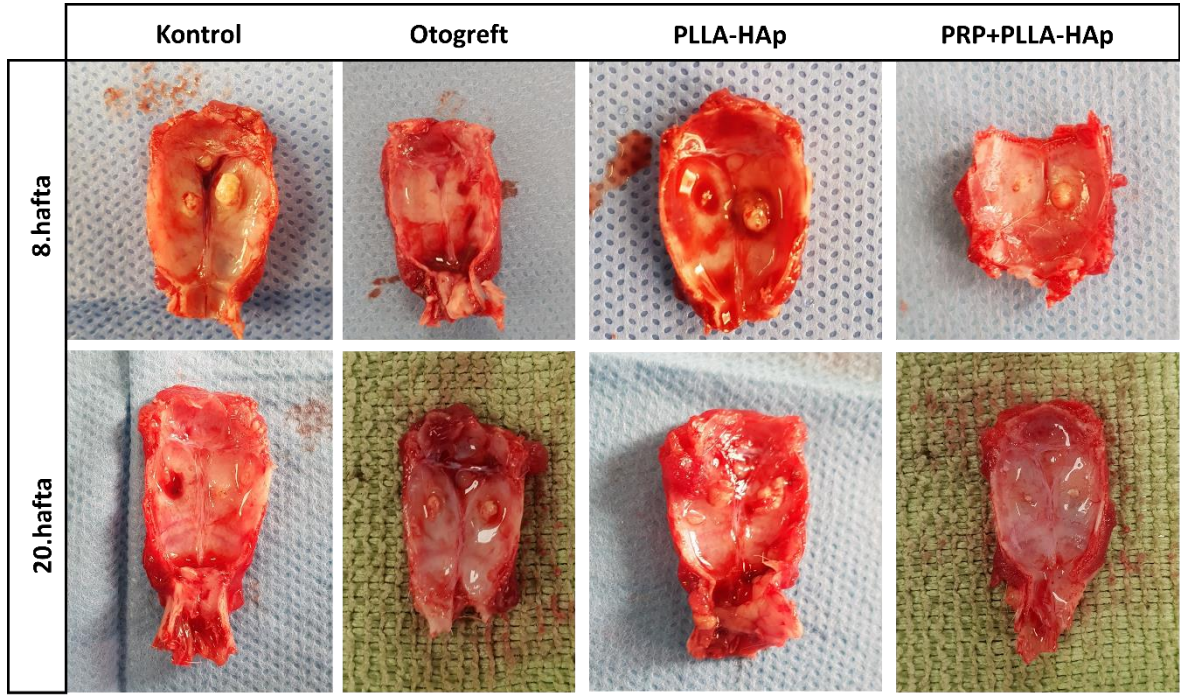 Kontrol
Otogreft
PLLA-HAp
PRP+PLLA-HAp
8.hafta
20.hafta